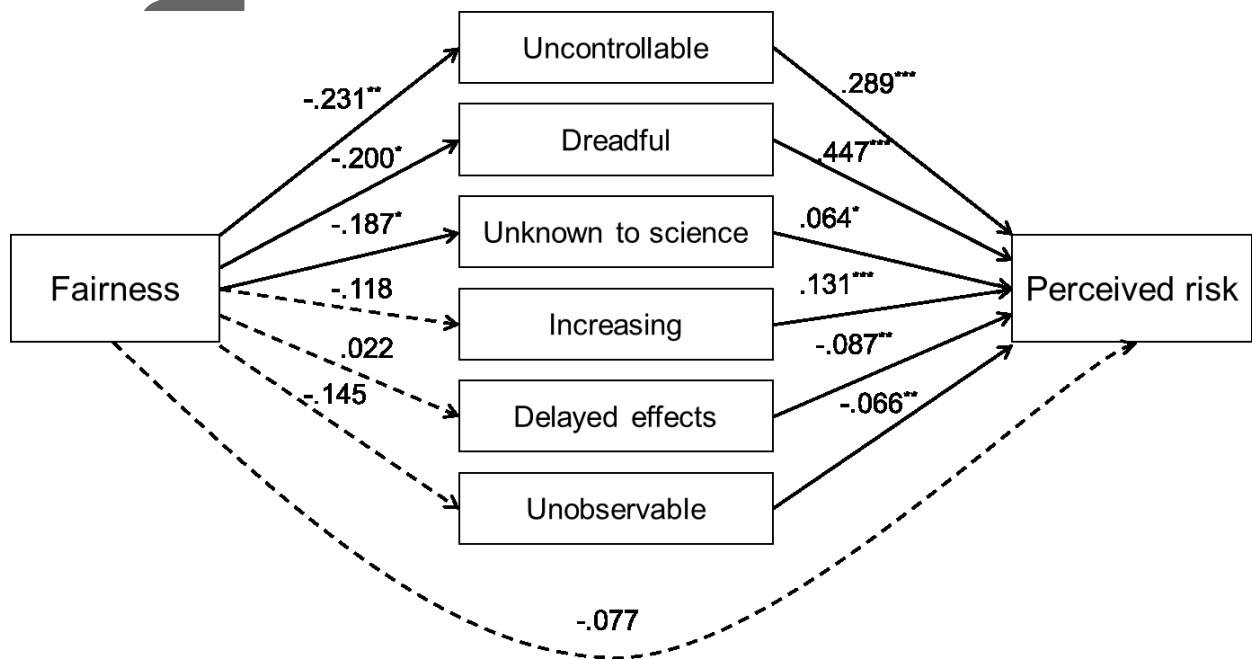 Uncontrollable
-.231**
.289***
Dreadful
-.200*
.447***
Unknown to science
-.187*
.064*
Fairness
Perceived risk
-.118
.131***
Increasing
.022
-.087**
-.145
-.066**
Delayed effects
Unobservable
-.077